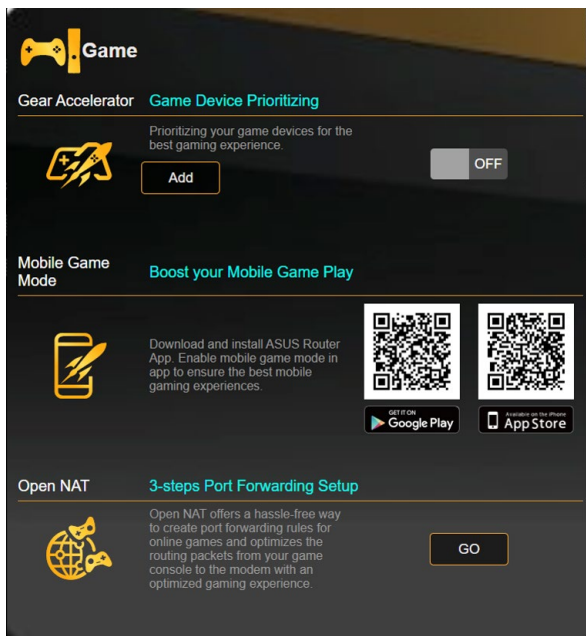 Game
Gear Accelerator
Game Device Prioritizing
Prioritizing your game devices for the
best gaming experience.
Add
OFF
Mobile Game
Mode
Boost your Mobile Game Play
Download and install ASUS Router
App. Enable mobile game mode in
app to ensure the best mobile
gaming experiences.
GET IT ON
Google Play
Available on the iPhone
App Store
Open NAT
3-steps Port Forwarding Setup
Open NAT offers a hassle-free way
to create port forwarding rules for
online games and optimizes the
routing packets from your game
console to the modem with an
optimized gaming experience.
GO